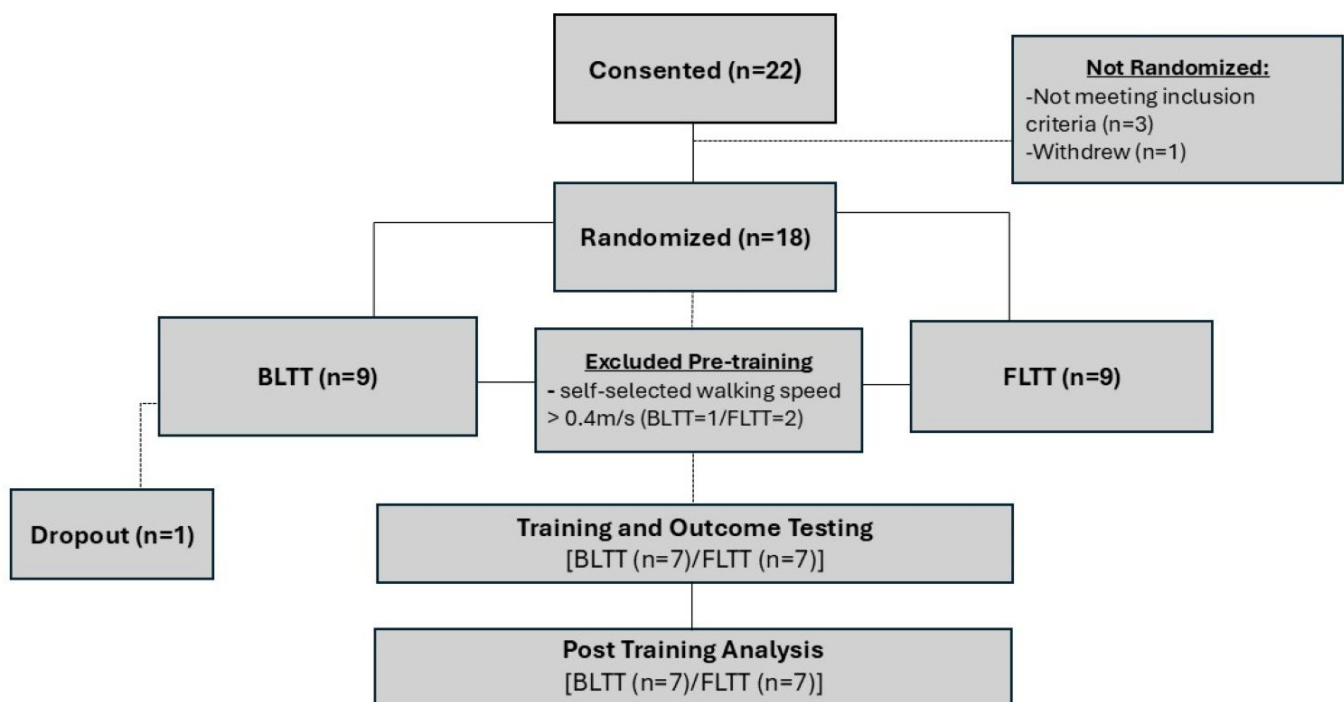 Consented (n=22)
Not Randomized:
-Not meeting inclusion
criteria (n=3)
-Withdrew (n=1)
Randomized (n=18)
BLTT (n=9)
Excluded Pre-training
- self-selected walking speed
> 0.4m/s (BLTT=1/FLTT=2)
FLTT (n=9)
Dropout (n=1)
Training and Outcome Testing
[BLTT (n=7)/FLTT (n=7)]
Post Training Analysis
[BLTT (n=7)/FLTT (n=7)]